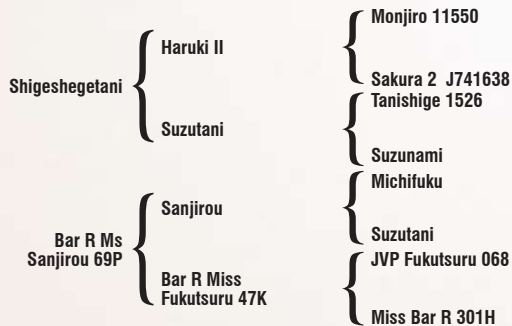 Monjiro 11550
Haruki II
Sakura 2 J741638
Shigeshegetani
Tanishige 1526
Suzutani
Suzunami
Michifuku
Sanjirou
Suzutani
Bar R Ms
Sanjirou 69P
JVP Fukutsuru 068
Bar R Miss
Fukutsuru 47K
Miss Bar R 301H